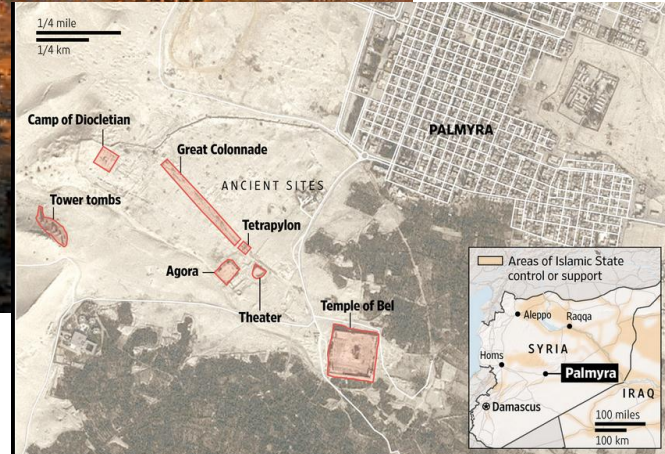 1/4 mile
1/4 km
Camp of Diocletian
Great Colonnade
PALMYRA
ANCIENT SITES
Tower tombs
Tetrapylon
Agora
Theater
Temple of Bel
Areas of Islamic State
control or support
Aleppo
Raqqa
SYRIA
Homs
Palmyra
IRAQ
Damascus
100 miles
100 km